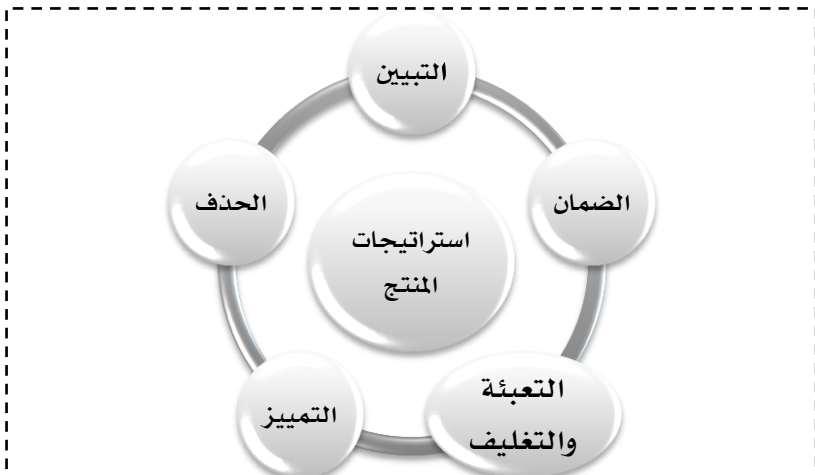 التبيين
الضمان
الحذف
استراتيجات
المنتج
التعبئة
والتغليف
التمييز